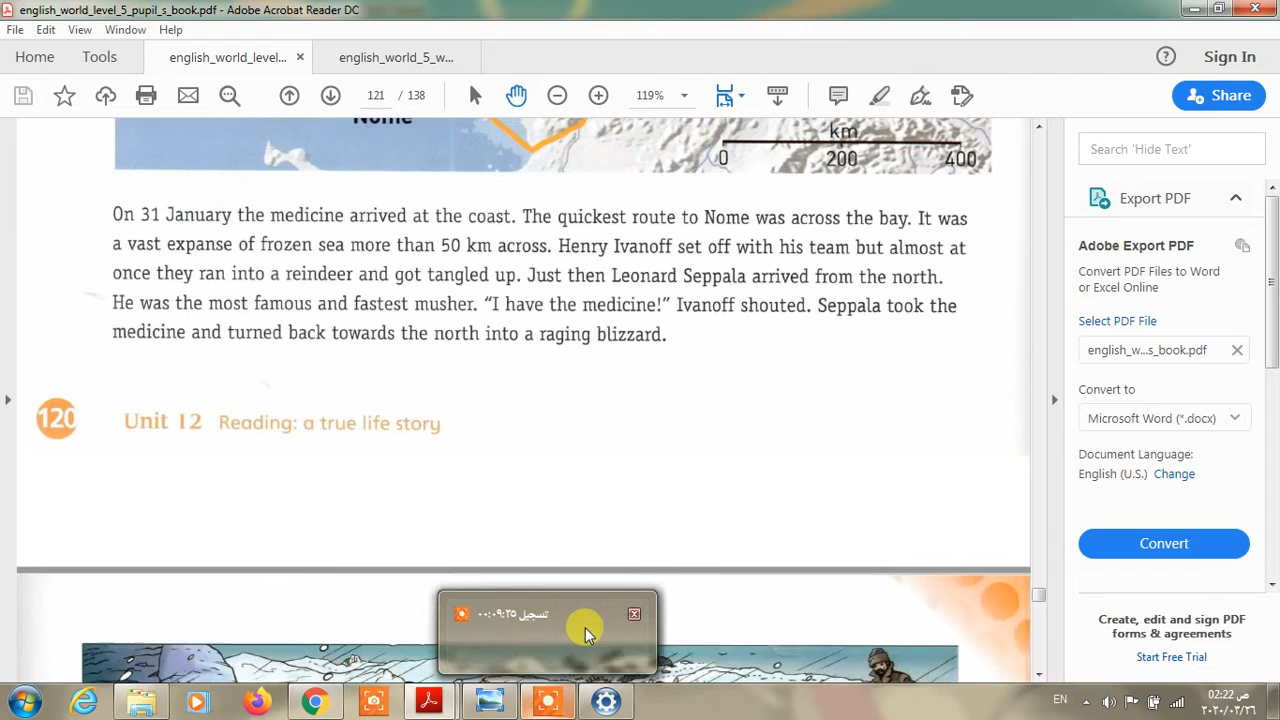 english_world_level_5_pupil_s_book.pdf - Adobe Acrobat Reader DC
File Edit View Window Help
Home Tools english_world_level... × english_world_5_w...
Sign In
121 / 138 119% Share
Nome km
0 200 400
On 31 January the medicine arrived at the coast. The quickest route to Nome was across the bay. It was
a vast expanse of frozen sea more than 50 km across. Henry Ivanoff set off with his team but almost at
once they ran into a reindeer and got tangled up. Just then Leonard Seppala arrived from the north.
He was the most famous and fastest musher. “I have the medicine!” Ivanoff shouted. Seppala took the
medicine and turned back towards the north into a raging blizzard.
120 Unit 12 Reading: a true life story
Search 'Hide Text'
Export PDF
Adobe Export PDF
Convert PDF Files to Word
or Excel Online
Select PDF File
english_w...s_book.pdf
Convert to
Microsoft Word (*.docx)
Document Language:
English (U.S.) Change
Convert
Create, edit and sign PDF
forms & agreements
Start Free Trial
تسجيل ٠٠:٠٩:٣٥
EN
02:22 ص
٢٠٢٠/٠٣/٢٦